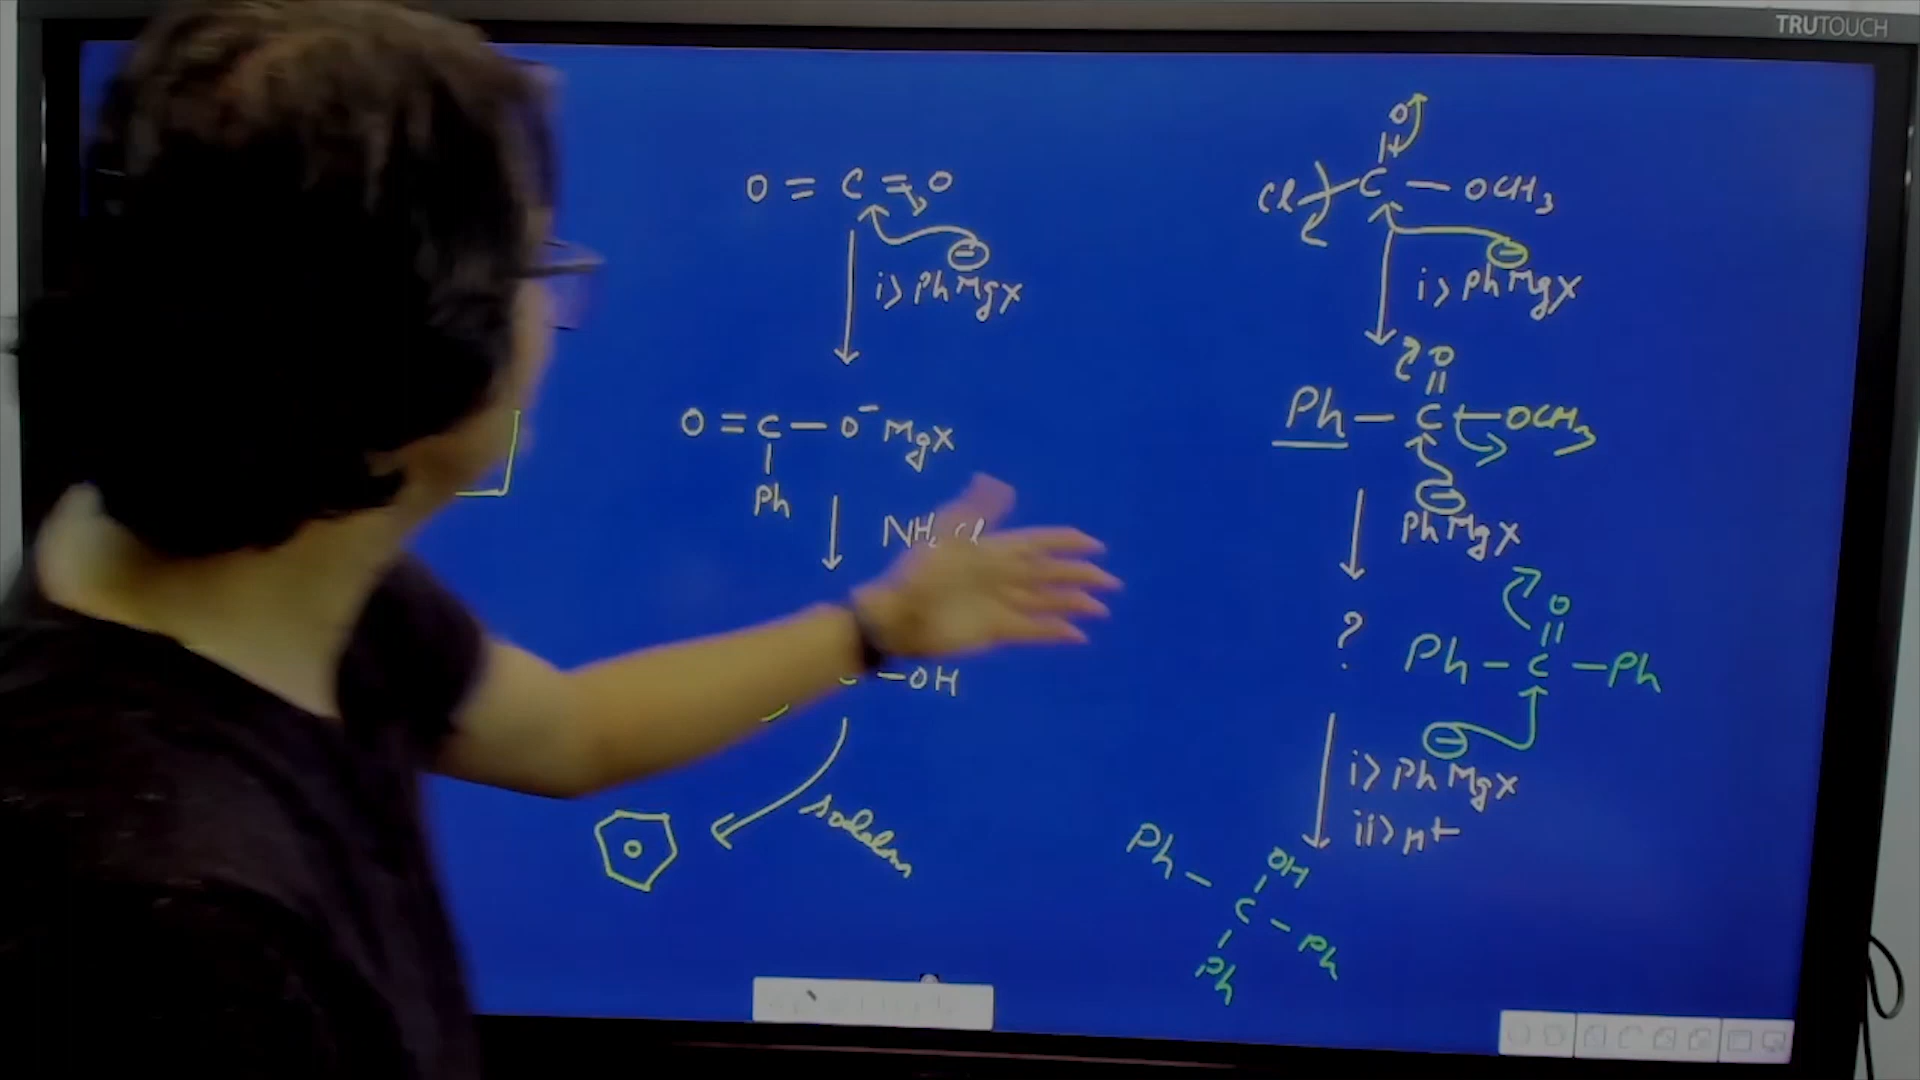 TRUTOUCH
O = C = O
i> PhMgX
O = C — O⁻ MgX
Ph
— OH
O
Cl — C — OCH3
⊖
i> PhMgX
O
Ph — C — OCH3
⊖
PhMgX
?
O
Ph — C — Ph
⊖
i> PhMgX
ii> H+
Ph
OH
C
Ph
Ph